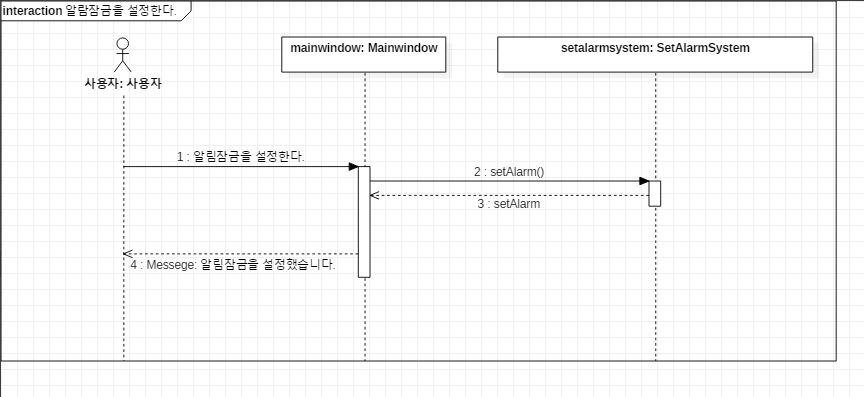 interaction 알람잠금을 설정한다.
mainwindow: Mainwindow
setalarmsystem: SetAlarmSystem
사용자: 사용자
1 : 알림잠금을 설정한다.
2 : setAlarm()
3 : setAlarm
4 : Messege: 알림잠금을 설정했습니다.